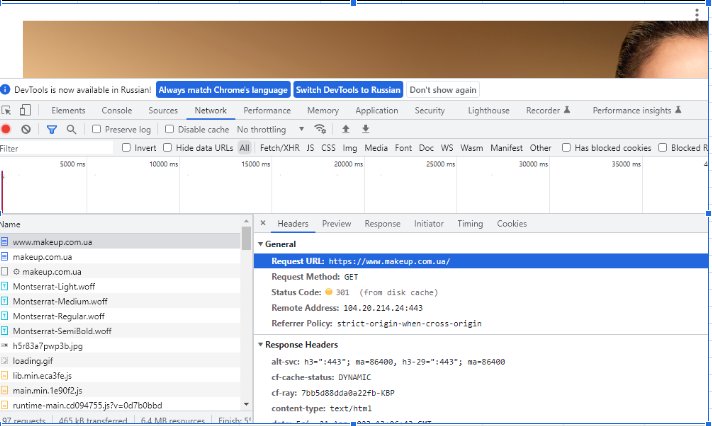 DevTools is now available in Russian! Always match Chrome's language Switch DevTools to Russian Don't show again
Elements Console Sources Network Performance Memory Application Security Lighthouse Recorder Performance insights
Preserve log Disable cache No throttling
Filter Invert Hide data URLs All Fetch/XHR JS CSS Img Media Font Doc WS Wasm Manifest Other Has blocked cookies Blocked R
5000 ms 10000 ms 15000 ms 20000 ms 25000 ms 30000 ms 35000 ms 4
Name
www.makeup.com.ua
makeup.com.ua
makeup.com.ua
Montserrat-Light.woff
Montserrat-Medium.woff
Montserrat-Regular.woff
Montserrat-SemiBold.woff
h5r83a7pwp3b.jpg
loading.gif
lib.min.eca3fe.js
main.min.1e90f2.js
runtime-main.cd094755.js?v=0d7b0bbd
97 requests 465 kB transferred 6.4 MB resources Finish: 5
Headers Preview Response Initiator Timing Cookies
General
Request URL: https://www.makeup.com.ua/
Request Method: GET
Status Code: 301 (from disk cache)
Remote Address: 104.20.214.24:443
Referrer Policy: strict-origin-when-cross-origin
Response Headers
alt-svc: h3=":443"; ma=86400, h3-29=":443"; ma=86400
cf-cache-status: DYNAMIC
cf-ray: 7bb5d88dda0a22fb-KBP
content-type: text/html